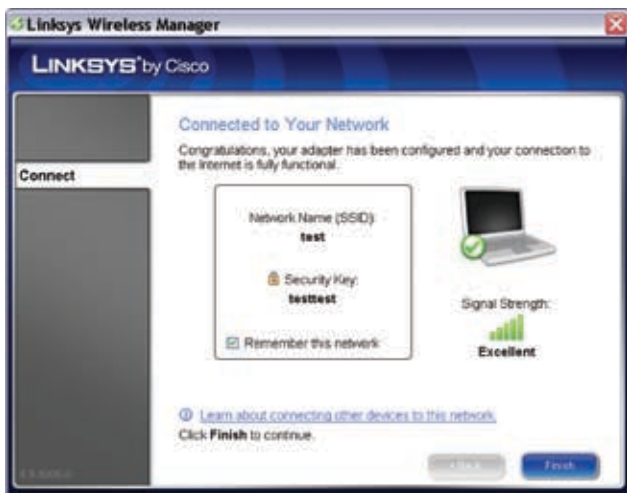 Linksys Wireless Manager
LINKSYS® by Cisco
Connect
Connected to Your Network
Congratulations, your adapter has been configured and your connection to
the Internet is fully functional.
Network Name (SSID):
test
Security Key:
testtest
Remember this network
Signal Strength:
Excellent
Learn about connecting other devices to this network.
Click Finish to continue.
Back
Finish